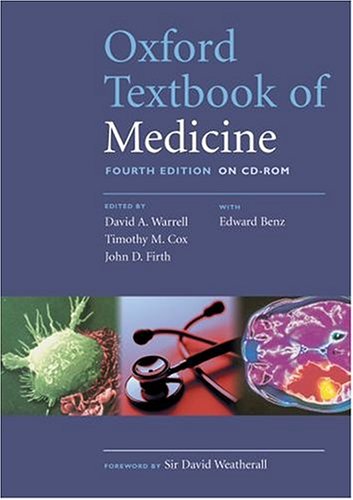 Oxford
Textbook of
Medicine
FOURTH EDITION ON CD-ROM
EDITED BY
David A. Warrell
Timothy M. Cox
John D. Firth
WITH
Edward Benz
FOREWORD BY Sir David Weatherall